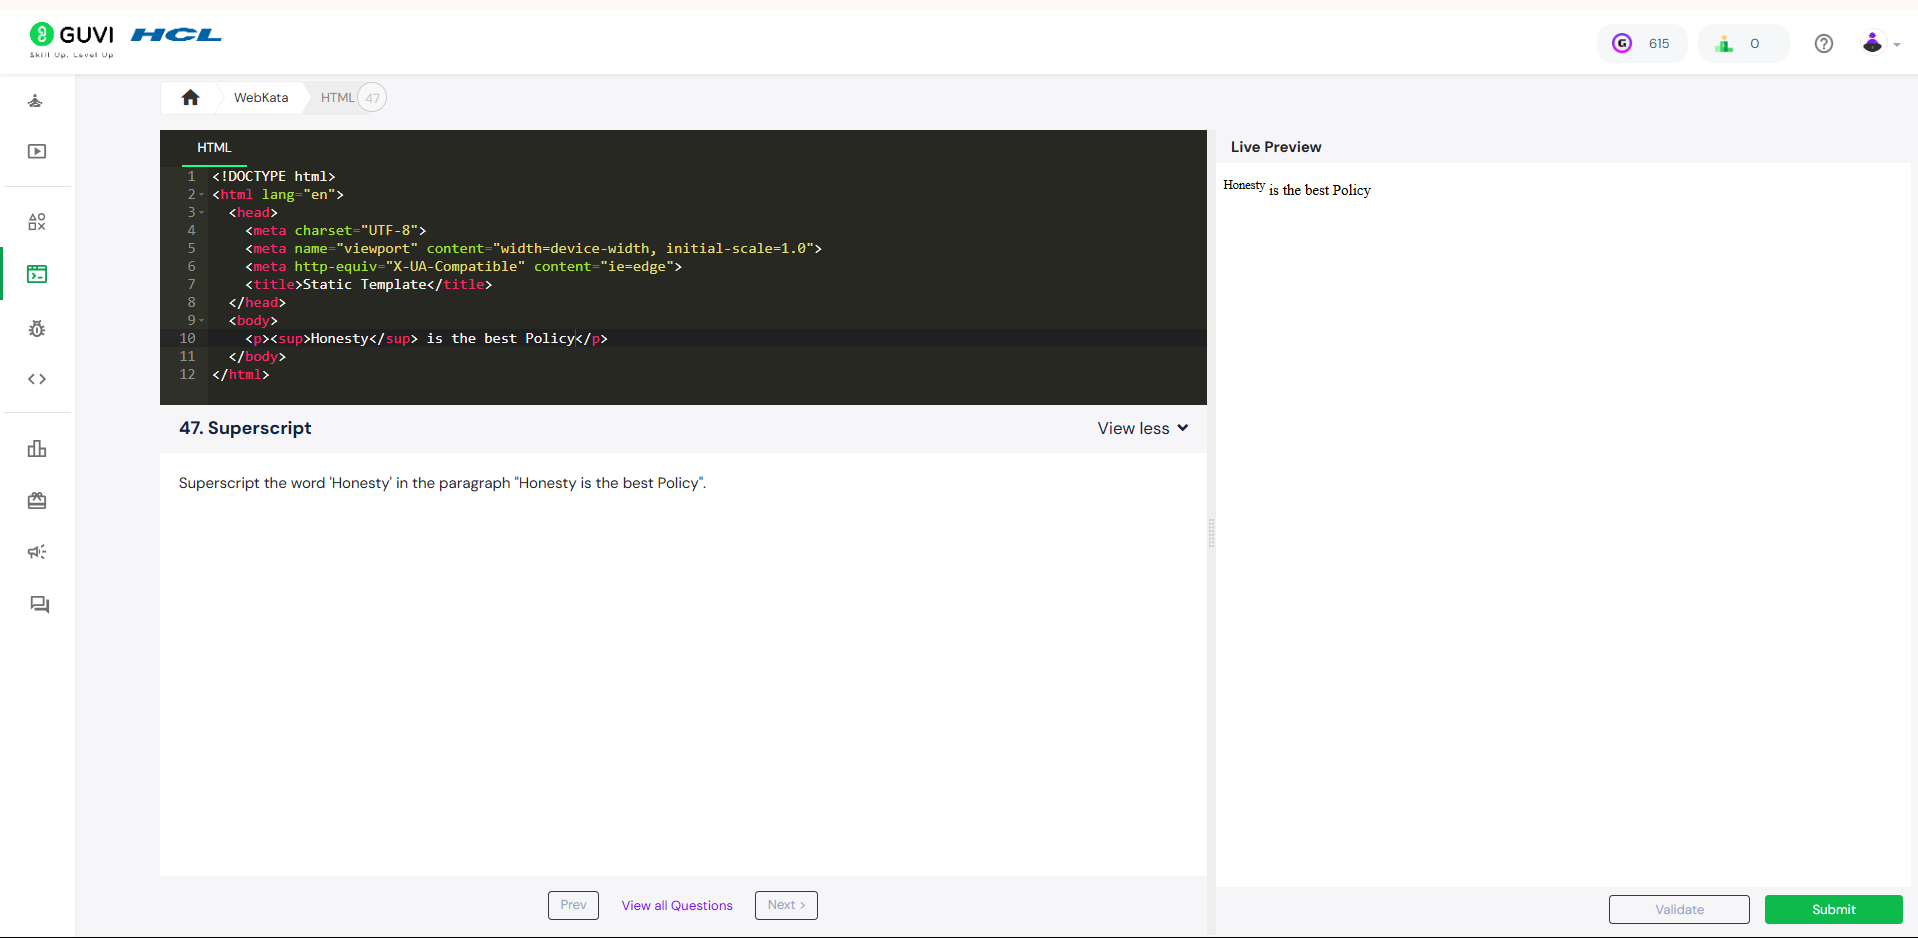 GUVI HCL
Skill Up. Level Up
G 615 0
WebKata HTML 47
HTML
1 <!DOCTYPE html>
2 <html lang="en">
3 <head>
4 <meta charset="UTF-8">
5 <meta name="viewport" content="width=device-width, initial-scale=1.0">
6 <meta http-equiv="X-UA-Compatible" content="ie=edge">
7 <title>Static Template</title>
8 </head>
9 <body>
10 <p><sup>Honesty</sup> is the best Policy</p>
11 </body>
12 </html>
47. Superscript
View less
Superscript the word 'Honesty' in the paragraph "Honesty is the best Policy".
Prev View all Questions Next >
Live Preview
Honesty is the best Policy
Validate Submit